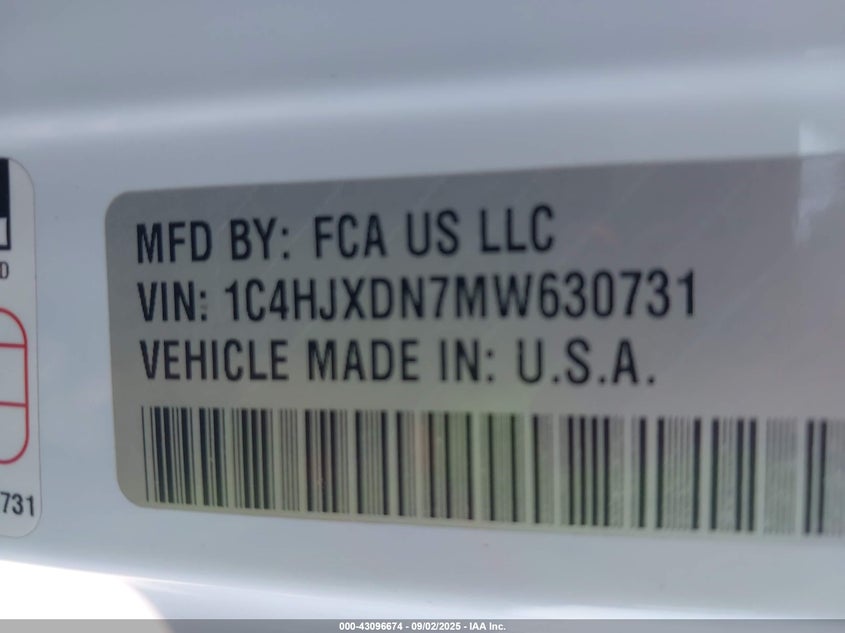 MFD BY: FCA US LLC
VIN: 1C4HJXDN7MW630731
VEHICLE MADE IN: U.S.A.
D
731
000-43096674 - 09/02/2025 - IAA Inc.